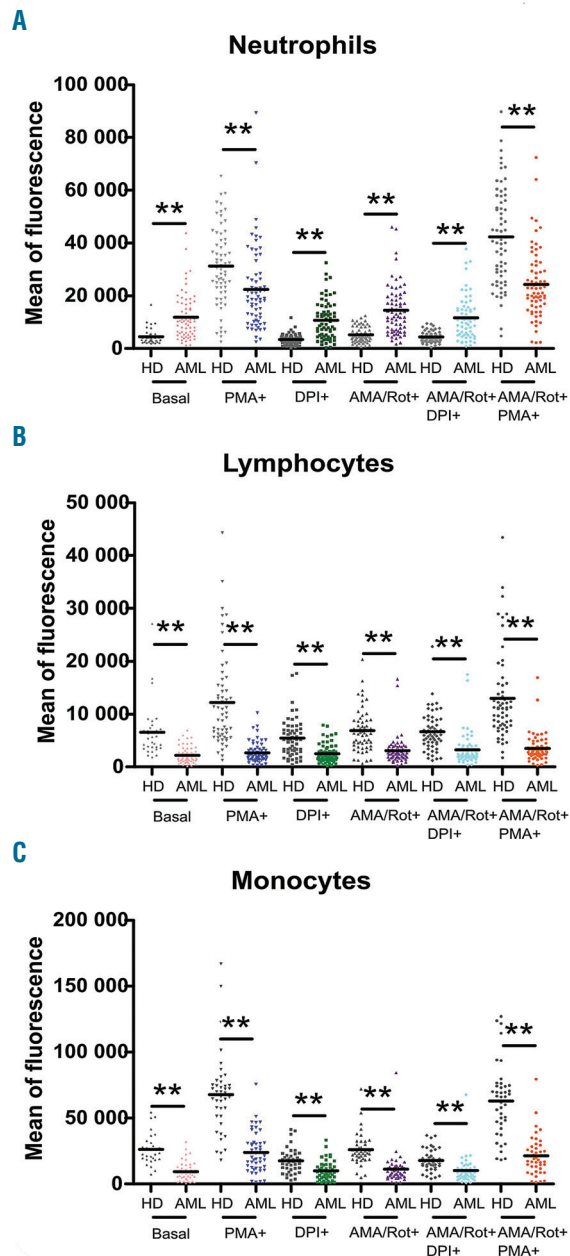 A
Neutrophils
Mean of fluorescence
100 000
80 000
60 000
40 000
20 000
0
** ** ** ** ** **
HD AML HD AML HD AML HD AML HD AML HD AML
Basal PMA+ DPI+ AMA/Rot+ AMA/Rot+ AMA/Rot+
DPI+ PMA+
B
Lymphocytes
Mean of fluorescence
50 000
40 000
30 000
20 000
10 000
0
** ** ** ** ** **
HD AML HD AML HD AML HD AML HD AML HD AML
Basal PMA+ DPI+ AMA/Rot+ AMA/Rot+ AMA/Rot+
DPI+ PMA+
C
Monocytes
Mean of fluorescence
200 000
150 000
100 000
50 000
0
** ** ** ** ** **
HD AML HD AML HD AML HD AML HD AML HD AML
Basal PMA+ DPI+ AMA/Rot+ AMA/Rot+ AMA/Rot+
DPI+ PMA+